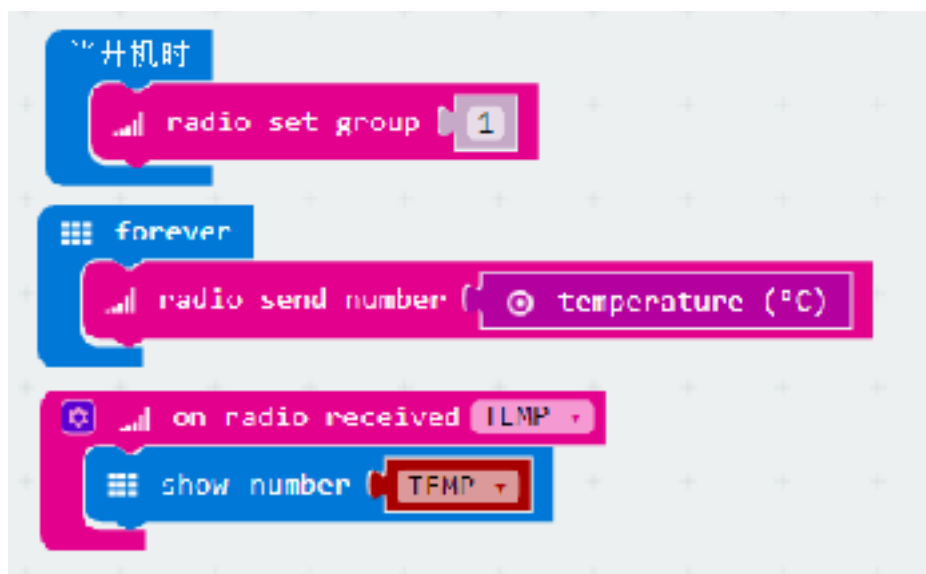 当开机时
radio set group 1
forever
radio send number temperature (°C)
on radio received TEMP
show number TEMP